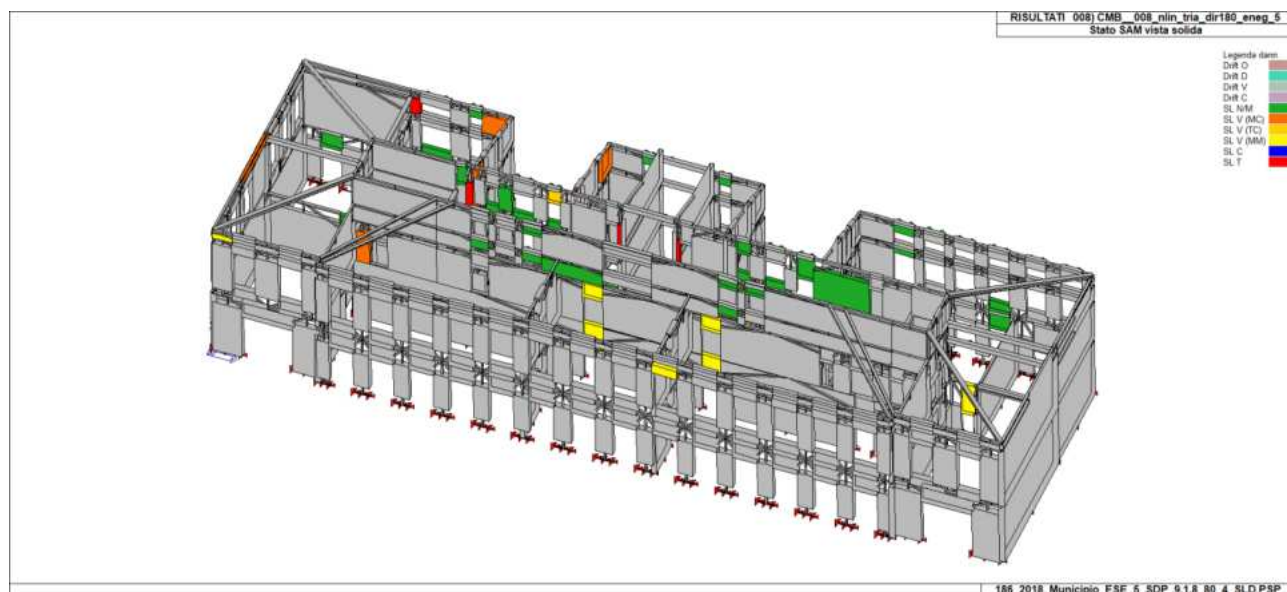 RISULTATI 008) CMB__008_nlin_tria_dir180_eneg_5
Stato SAM vista solida
Legenda danni
Drift O
Drift D
Drift V
Drift C
SL N/M
SL V (MC)
SL V (TC)
SL V (MM)
SL C
SL T
186_2018_Municipio_ESE_5_SDP_9.1.8_80_4_SLD.PSP